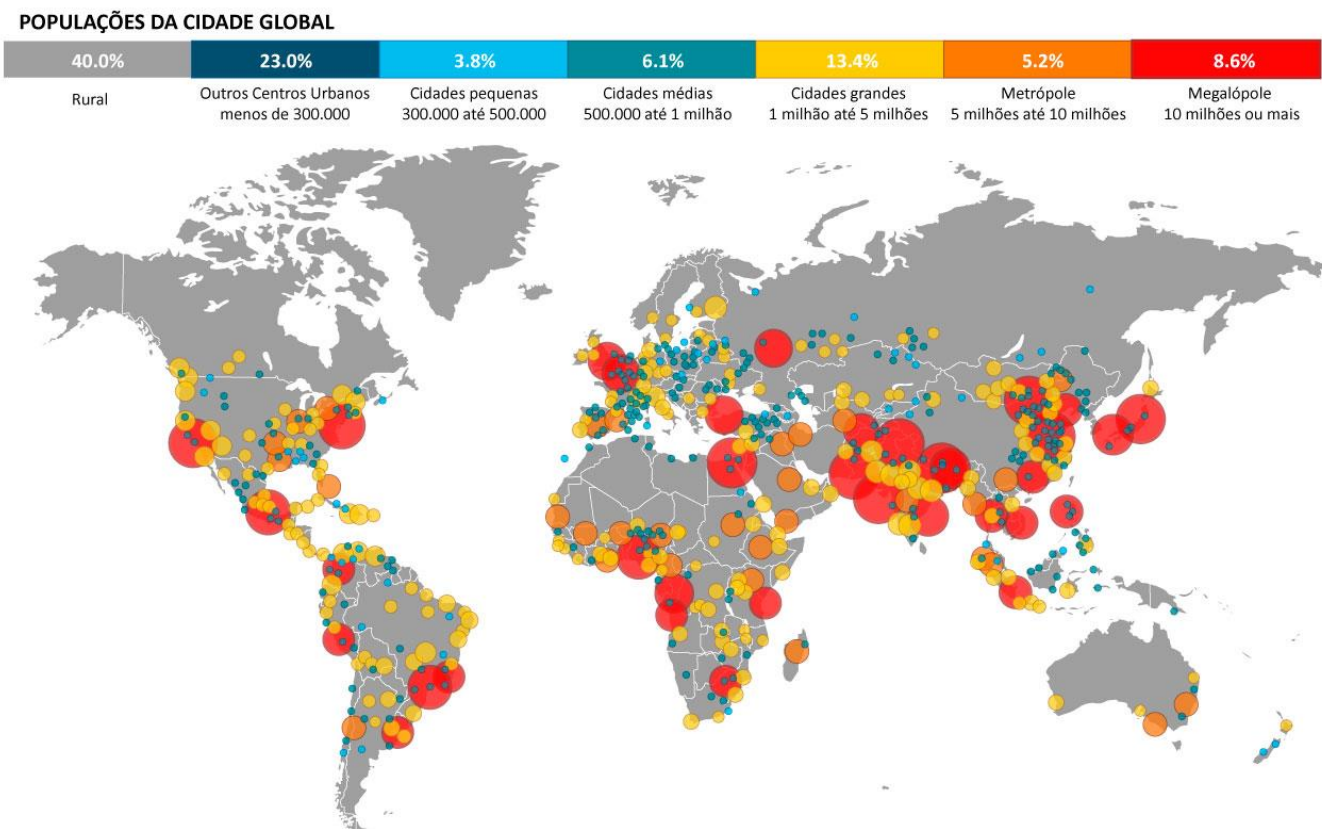 POPULAÇÕES DA CIDADE GLOBAL
40.0% 23.0% 3.8% 6.1% 13.4% 5.2% 8.6%
Rural Outros Centros Urbanos Cidades pequenas Cidades médias Cidades grandes Metrópole Megalópole
menos de 300.000 300.000 até 500.000 500.000 até 1 milhão 1 milhão até 5 milhões 5 milhões até 10 milhões 10 milhões ou mais